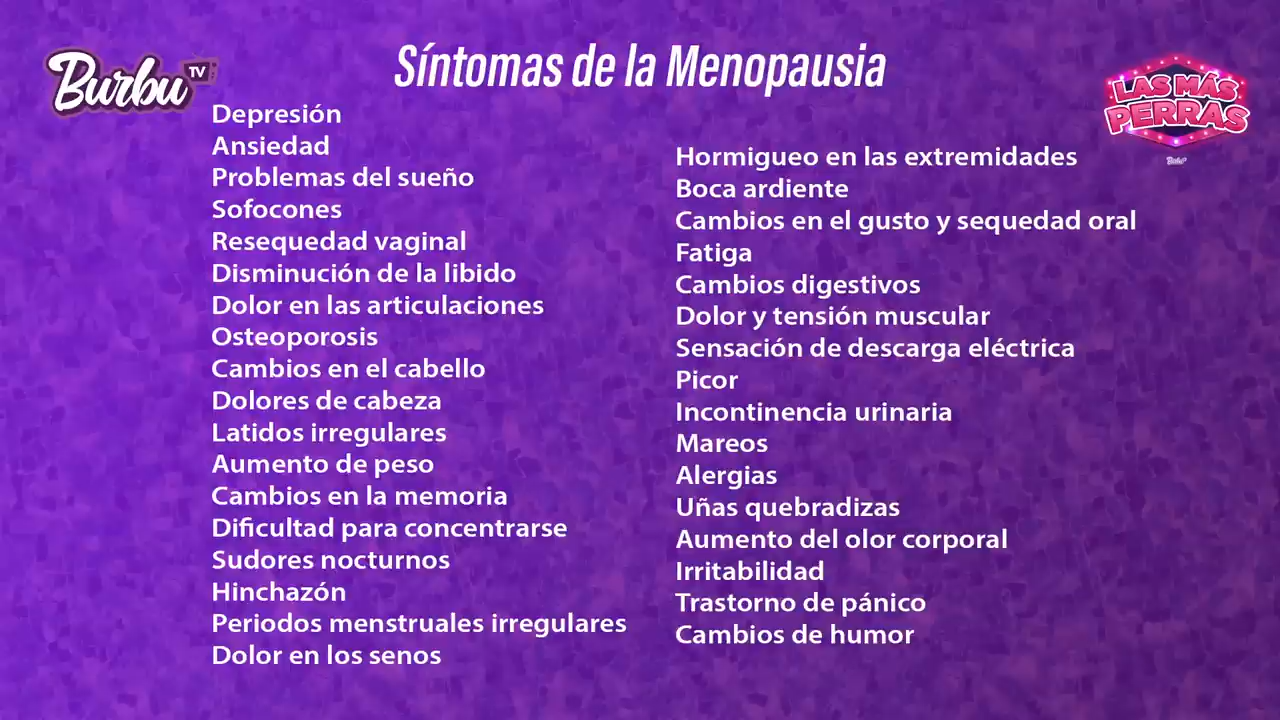 Burbu TV
Síntomas de la Menopausia
LAS MÁS
PERRAS
Depresión
Ansiedad
Problemas del sueño
Sofocones
Resequedad vaginal
Disminución de la libido
Dolor en las articulaciones
Osteoporosis
Cambios en el cabello
Dolores de cabeza
Latidos irregulares
Aumento de peso
Cambios en la memoria
Dificultad para concentrarse
Sudores nocturnos
Hinchazón
Periodos menstruales irregulares
Dolor en los senos
Hormigueo en las extremidades
Boca ardiente
Cambios en el gusto y sequedad oral
Fatiga
Cambios digestivos
Dolor y tensión muscular
Sensación de descarga eléctrica
Picor
Incontinencia urinaria
Mareos
Alergias
Uñas quebradizas
Aumento del olor corporal
Irritabilidad
Trastorno de pánico
Cambios de humor